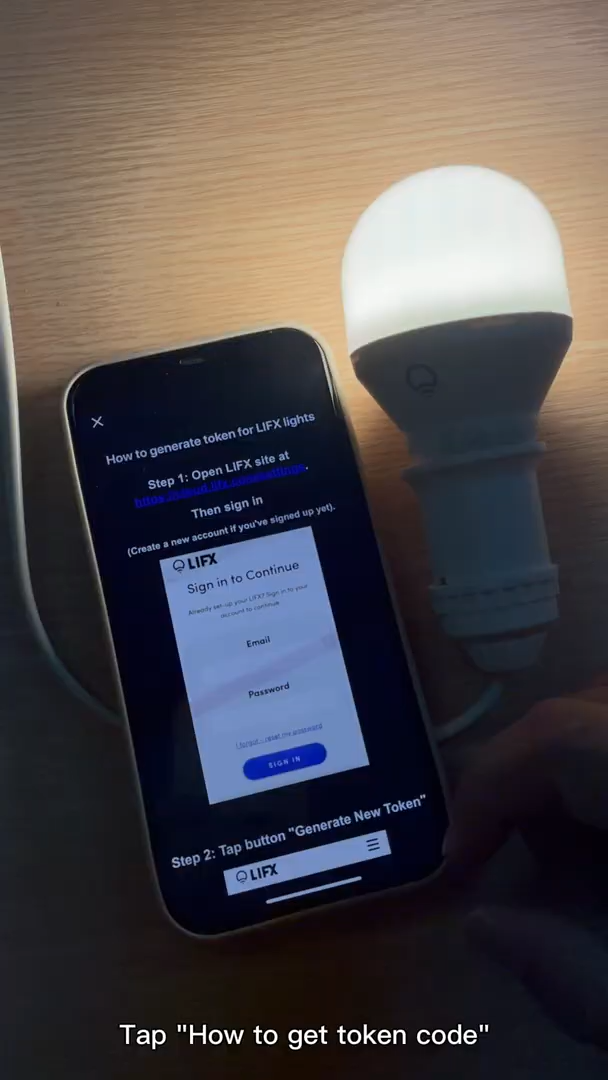 How to generate token for LIFX lights
Step 1: Open LIFX site at
https://cloud.lifx.com/settings.
Then sign in
(Create a new account if you've signed up yet).
LIFX
Sign in to Continue
Already set-up your LIFX? Sign in to your
account to continue
Email
Password
I forgot - reset my password
SIGN IN
Step 2: Tap button "Generate New Token"
LIFX
Tap "How to get token code"